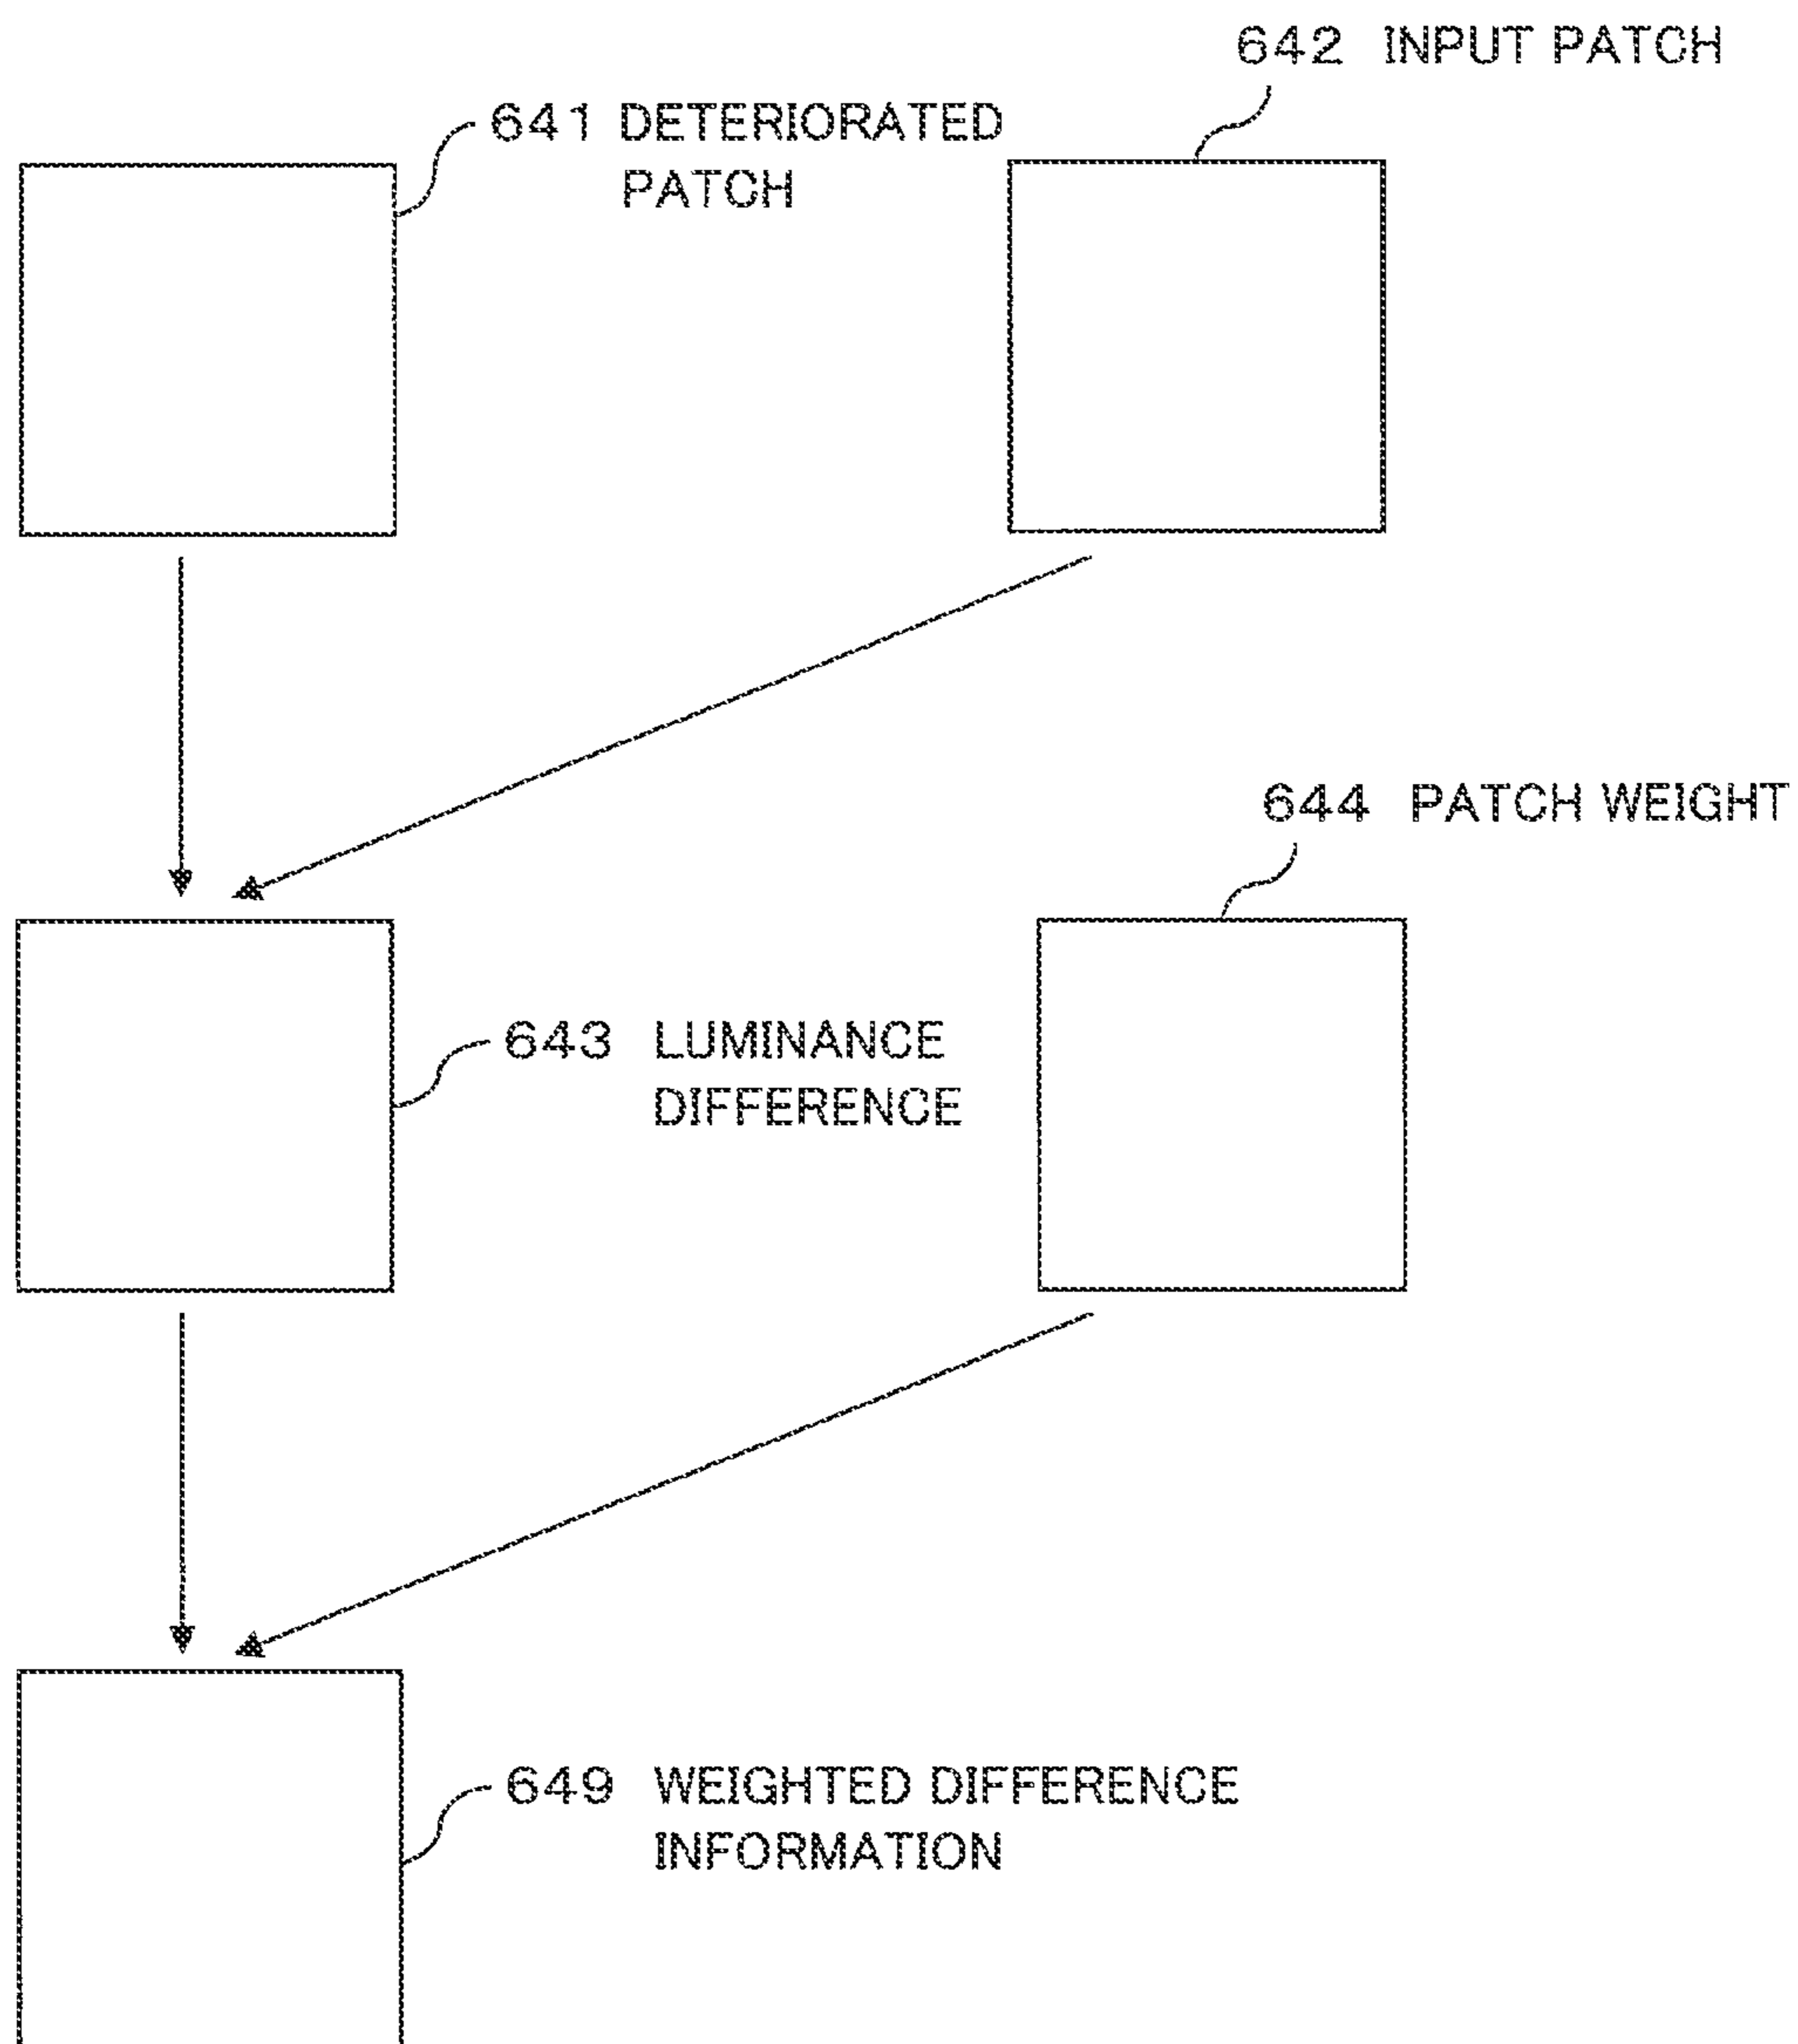 642 INPUT PATCH
641 DETERIORATED
PATCH
644 PATCH WEIGHT
643 LUMINANCE
DIFFERENCE
649 WEIGHTED DIFFERENCE
INFORMATION